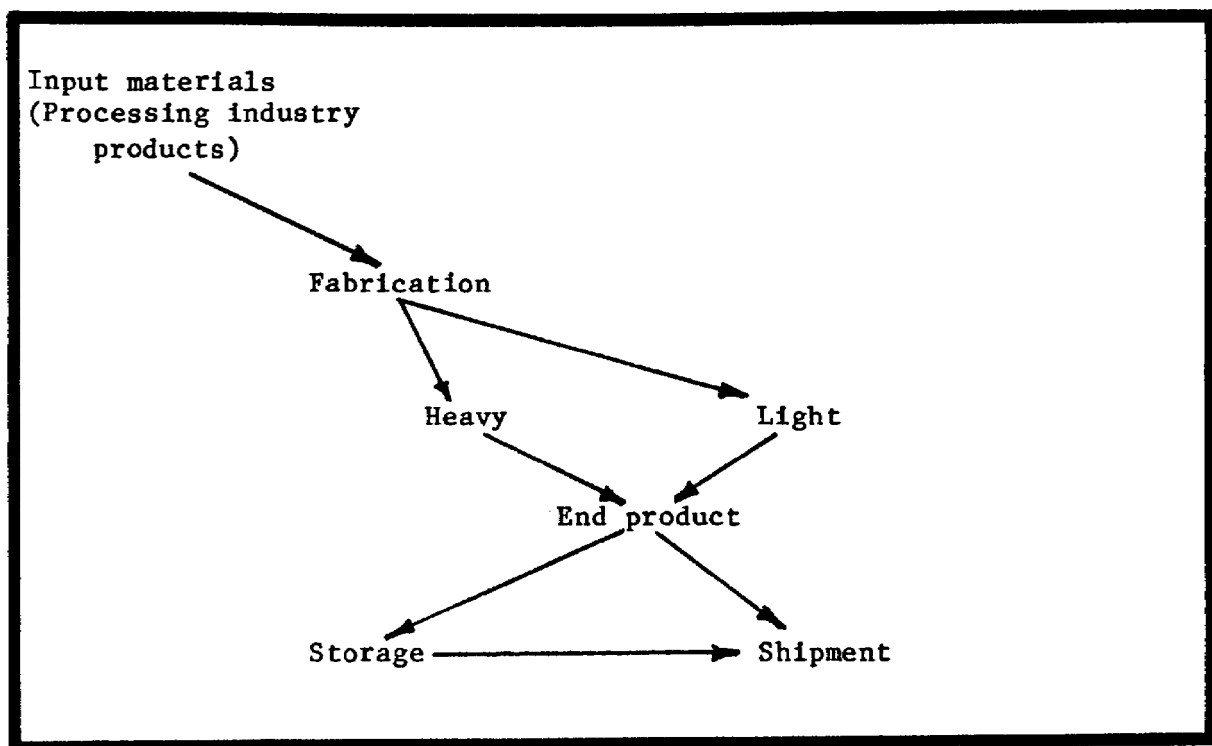 Input materials
(Processing industry
products)
Fabrication
Heavy
Light
End product
Storage
Shipment